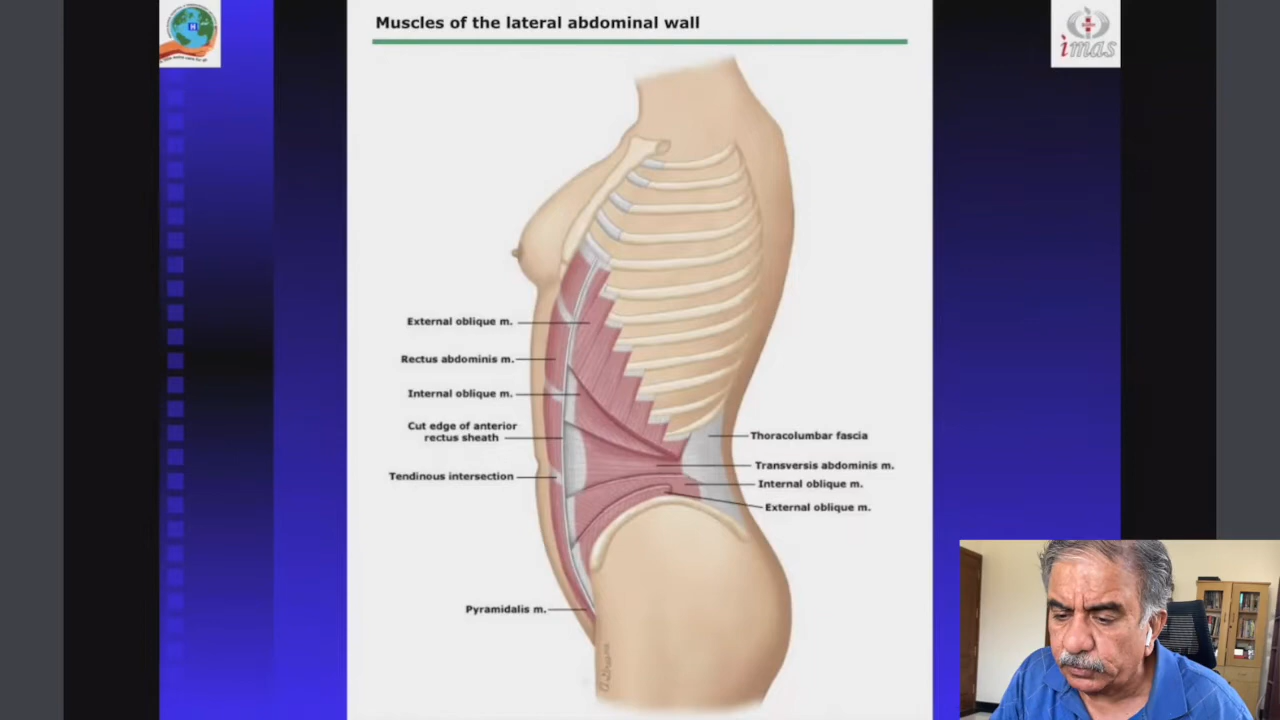 Muscles of the lateral abdominal wall
H
imas
External oblique m.
Rectus abdominis m.
Internal oblique m.
Cut edge of anterior
rectus sheath
Tendinous intersection
Pyramidalis m.
Thoracolumbar fascia
Transversis abdominis m.
Internal oblique m.
External oblique m.